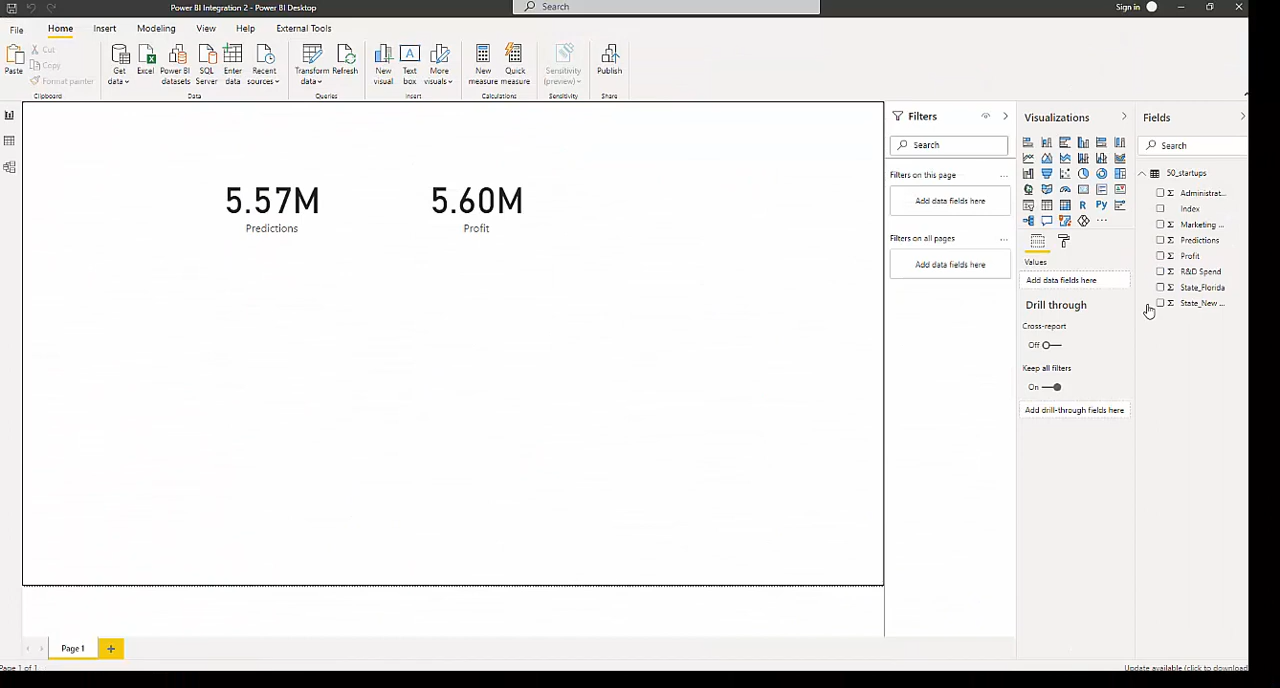 Power BI Integration 2 - Power BI Desktop
Search
Sign in
File
Home
Insert
Modeling
View
Help
External Tools
Paste
Cut
Copy
Format painter
Clipboard
Get data
Excel
Power BI datasets
SQL Server
Enter data
Recent sources
Data
Transform data
Refresh
Queries
New visual
Text box
More visuals
Insert
New measure
Quick measure
Calculations
Sensitivity (preview)
Sensitivity
Publish
Share
5.57M
Predictions
5.60M
Profit
Filters
Search
Filters on this page
...
Add data fields here
Filters on all pages
...
Add data fields here
Visualizations
R
Py
...
Values
Add data fields here
Drill through
Cross-report
Off
Keep all filters
On
Add drill-through fields here
Fields
Search
50_startups
Σ Administrat...
Index
Σ Marketing ...
Σ Predictions
Σ Profit
Σ R&D Spend
Σ State_Florida
Σ State_New ...
Page 1
+
Page 1 of 1
Update available (click to download